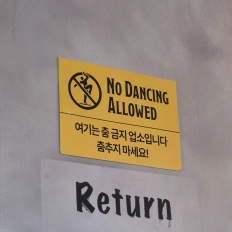 No Dancing
Allowed
여기는 춤 금지 업소입니다
춤추지 마세요!
Return